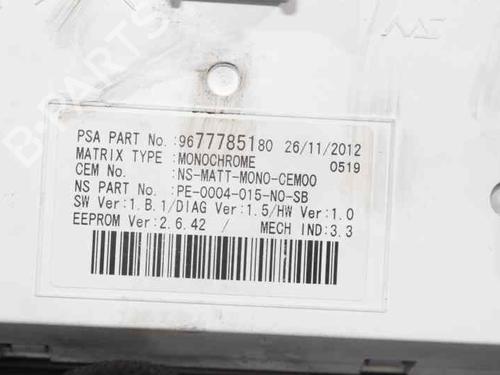 PSA PART No.:9677785180 26/11/2012
MATRIX TYPE :MONOCHROME 0519
CEM No. :NS-MATT-MONO-CEM00
NS PART No. :PE-0004-015-NO-SB
SW Ver:1.B.1/DIAG Ver:1.5/HW Ver:1.0
EEPROM Ver:2.6.42 / MECH IND:3.3
B-PARTS